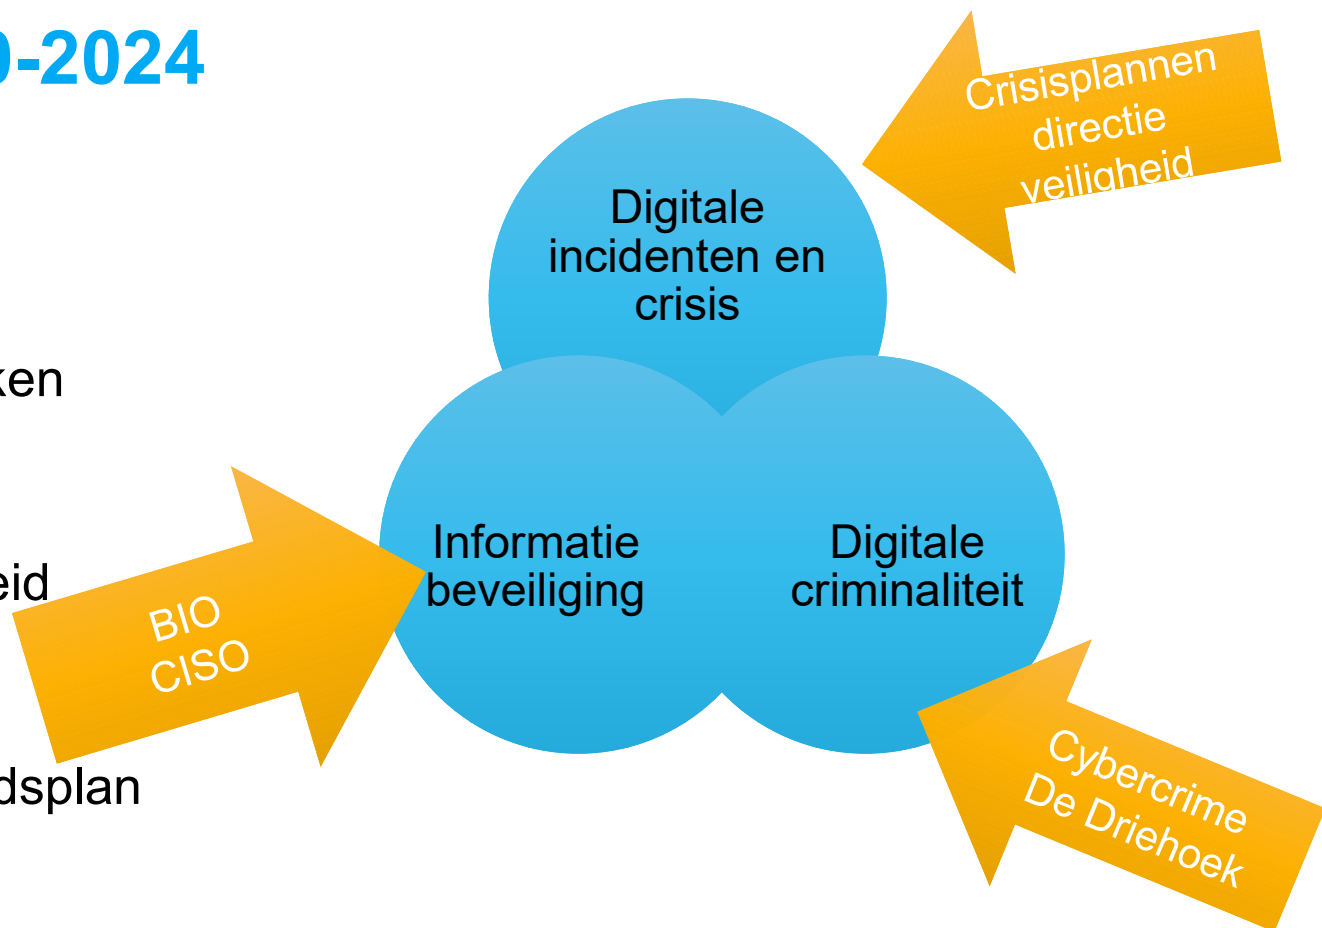 0-2024
Crisisplannen
directie
veiligheid
Digitale
incidenten en
crisis
ken
Informatie
beveiliging
Digitale
criminaliteit
eid
BIO
CISO
Cybercrime
De Driehoek
dsplan